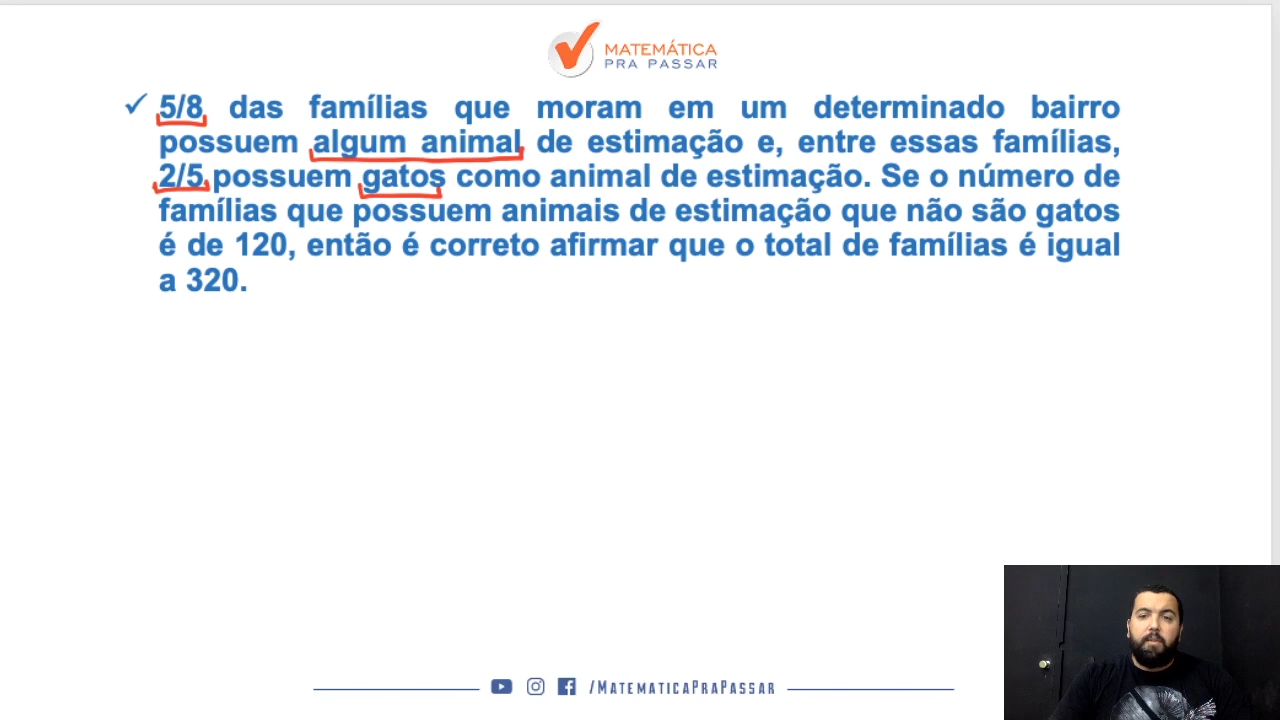 MATEMÁTICA
PRA PASSAR
✓ 5/8 das famílias que moram em um determinado bairro
possuem algum animal de estimação e, entre essas famílias,
2/5 possuem gatos como animal de estimação. Se o número de
famílias que possuem animais de estimação que não são gatos
é de 120, então é correto afirmar que o total de famílias é igual
a 320.
/MATEMATICAPRAPASSAR